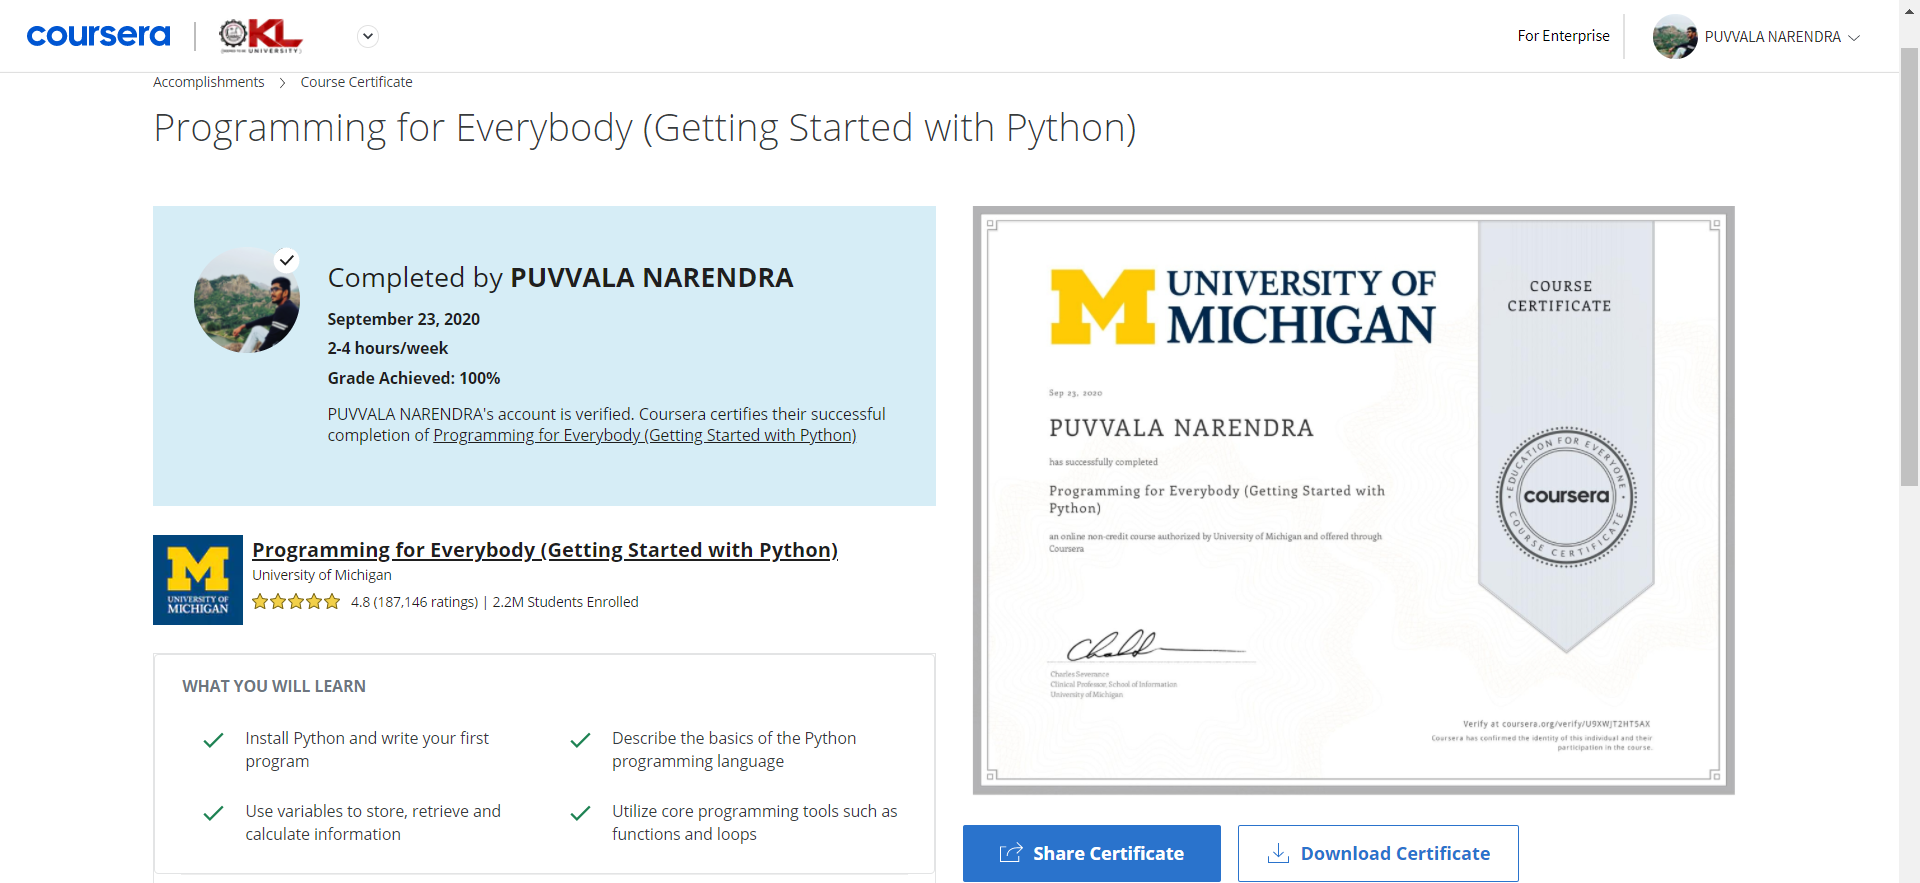 coursera
KL
UNIVERSITY
For Enterprise
PUVVALA NARENDRA
Accomplishments
Course Certificate
Programming for Everybody (Getting Started with Python)
Completed by PUVVALA NARENDRA
September 23, 2020
2-4 hours/week
Grade Achieved: 100%
PUVVALA NARENDRA's account is verified. Coursera certifies their successful
completion of Programming for Everybody (Getting Started with Python)
UNIVERSITY OF
MICHIGAN
Programming for Everybody (Getting Started with Python)
University of Michigan
4.8 (187,146 ratings) | 2.2M Students Enrolled
WHAT YOU WILL LEARN
Install Python and write your first
program
Describe the basics of the Python
programming language
Use variables to store, retrieve and
calculate information
Utilize core programming tools such as
functions and loops
UNIVERSITY OF
MICHIGAN
COURSE
CERTIFICATE
Sep 23, 2020
PUVVALA NARENDRA
has successfully completed
Programming for Everybody (Getting Started with
Python)
an online non-credit course authorized by University of Michigan and offered through
Coursera
EDUCATION FOR EVERYONE
coursera
COURSE CERTIFICATE
Charles Severance
Clinical Professor, School of Information
University of Michigan
Verify at coursera.org/verify/U9XWJT2HT5AX
Coursera has confirmed the identity of this individual and their
participation in the course.
Share Certificate
Download Certificate